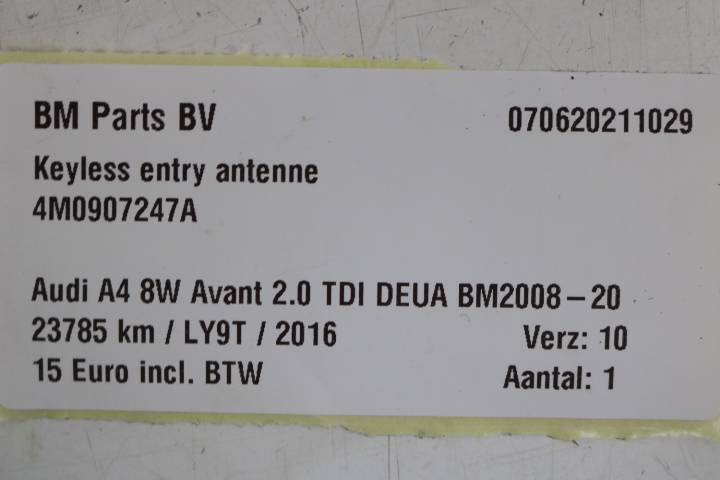 BM Parts BV 070620211029
Keyless entry antenne
4M0907247A
Audi A4 8W Avant 2.0 TDI DEUA BM2008-20
23785 km / LY9T / 2016 Verz: 10
15 Euro incl. BTW Aantal: 1